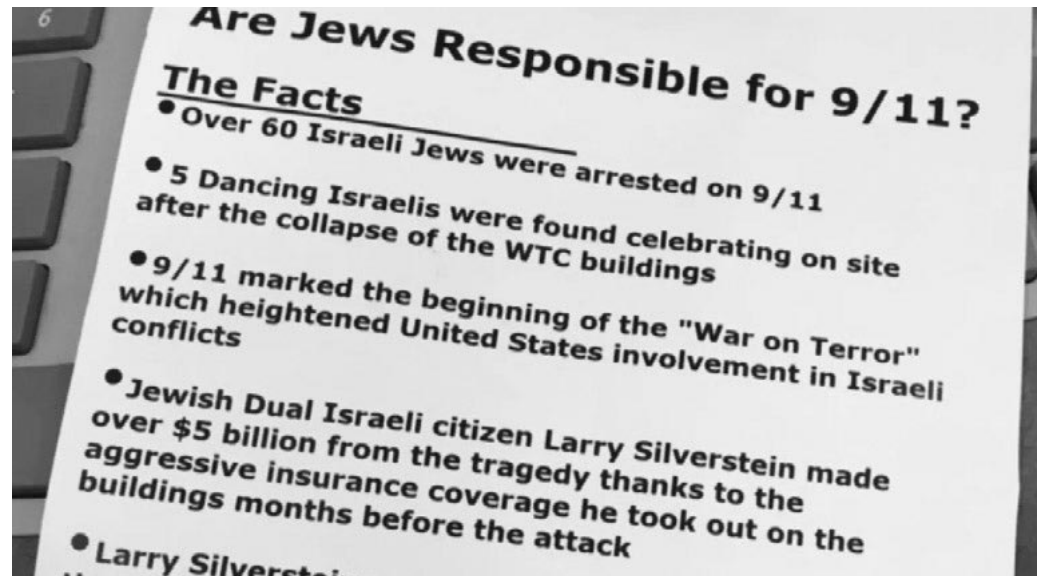 6
Are Jews Responsible for 9/11?
The Facts
•Over 60 Israeli Jews were arrested on 9/11
•5 Dancing Israelis were found celebrating on site
after the collapse of the WTC buildings
•9/11 marked the beginning of the "War on Terror"
which heightened United States involvement in Israeli
conflicts
•Jewish Dual Israeli citizen Larry Silverstein made
over $5 billion from the tragedy thanks to the
aggressive insurance coverage he took out on the
buildings months before the attack
•Larry Silverstein